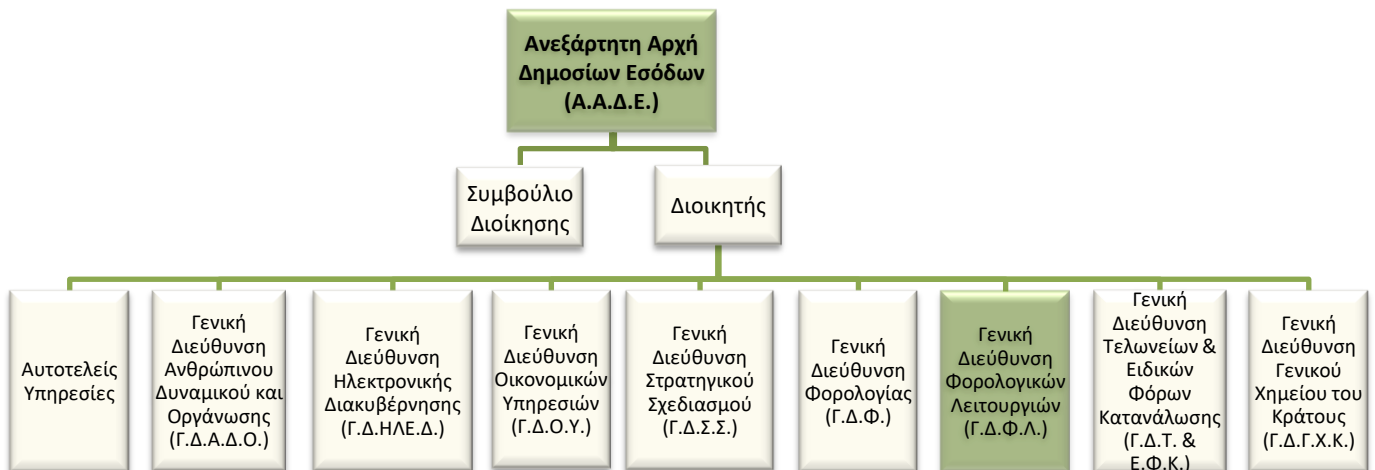 Ανεξάρτητη Αρχή
Δημοσίων Εσόδων
(Α.Α.Δ.Ε.)
Συμβούλιο
Διοίκησης
Διοικητής
Αυτοτελείς
Υπηρεσίες
Γενική
Διεύθυνση
Ανθρώπινου
Δυναμικού και
Οργάνωσης
(Γ.Δ.Α.Δ.Ο.)
Γενική
Διεύθυνση
Ηλεκτρονικής
Διακυβέρνησης
(Γ.Δ.ΗΛΕ.Δ.)
Γενική
Διεύθυνση
Οικονομικών
Υπηρεσιών
(Γ.Δ.Ο.Υ.)
Γενική
Διεύθυνση
Στρατηγικού
Σχεδιασμού
(Γ.Δ.Σ.Σ.)
Γενική
Διεύθυνση
Φορολογίας
(Γ.Δ.Φ.)
Γενική
Διεύθυνση
Φορολογικών
Λειτουργιών
(Γ.Δ.Φ.Λ.)
Γενική
Διεύθυνση
Τελωνείων &
Ειδικών
Φόρων
Κατανάλωσης
(Γ.Δ.Τ. &
Ε.Φ.Κ.)
Γενική
Διεύθυνση
Γενικού
Χημείου του
Κράτους
(Γ.Δ.Γ.Χ.Κ.)